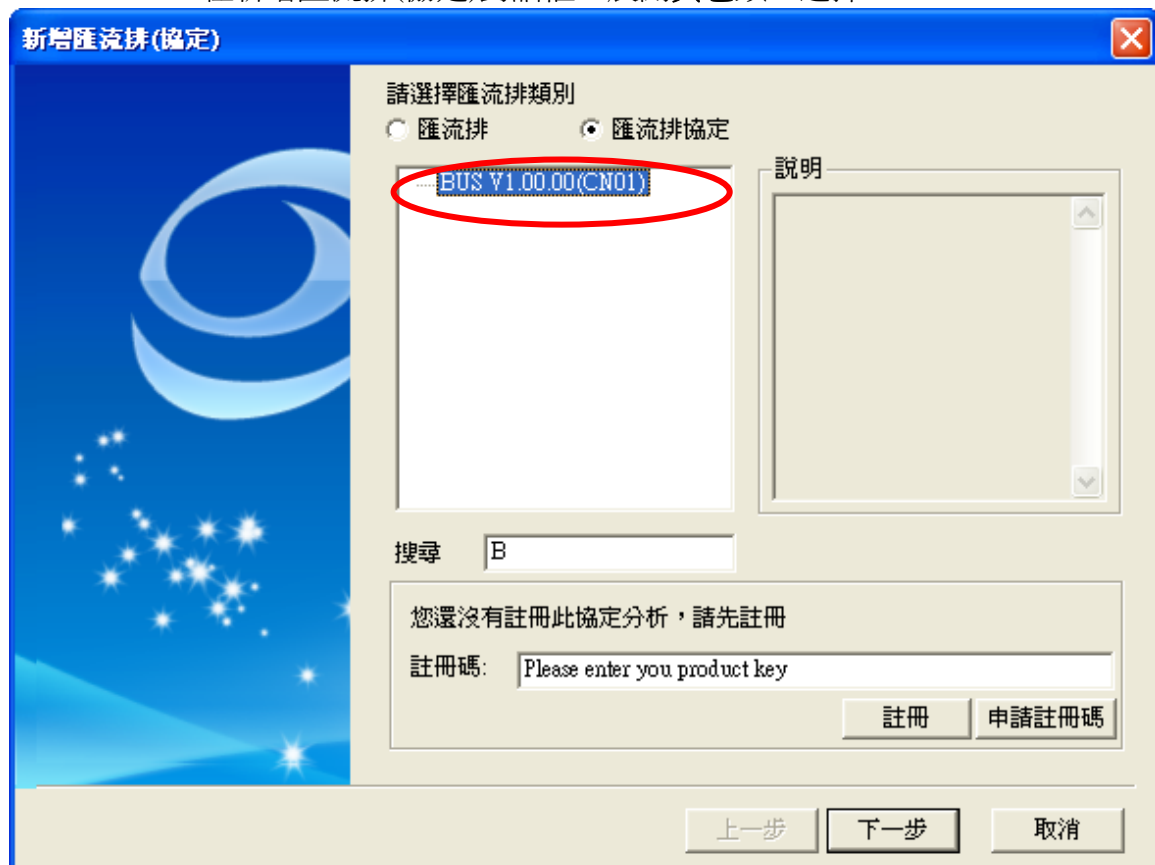 新增匯流排(協定)
請選擇匯流排類別
匯流排 匯流排協定
BUS V1.00.00(CN01)
說明
搜尋 B
您還沒有註冊此協定分析，請先註冊
註冊碼: Please enter you product key
註冊 申請註冊碼
上一步 下一步 取消